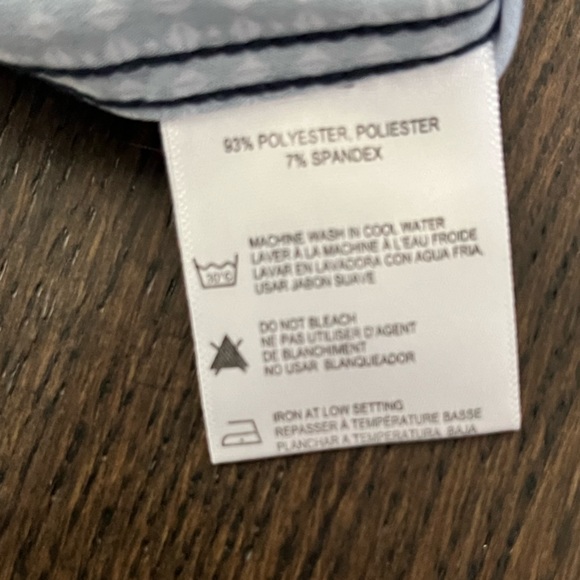 93% POLYESTER, POLIESTER
7% SPANDEX
MACHINE WASH IN COOL WATER
LAVER À LA MACHINE À L'EAU FROIDE
LAVAR EN LAVADORA CON AGUA FRIA,
USAR JABON SUAVE
30°C
DO NOT BLEACH
NE PAS UTILISER D'AGENT
DE BLANCHIMENT
NO USAR BLANQUEADOR
IRON AT LOW SETTING
REPASSER À TEMPÉRATURE BASSE
PLANCHAR A TEMPERATURA BAJA